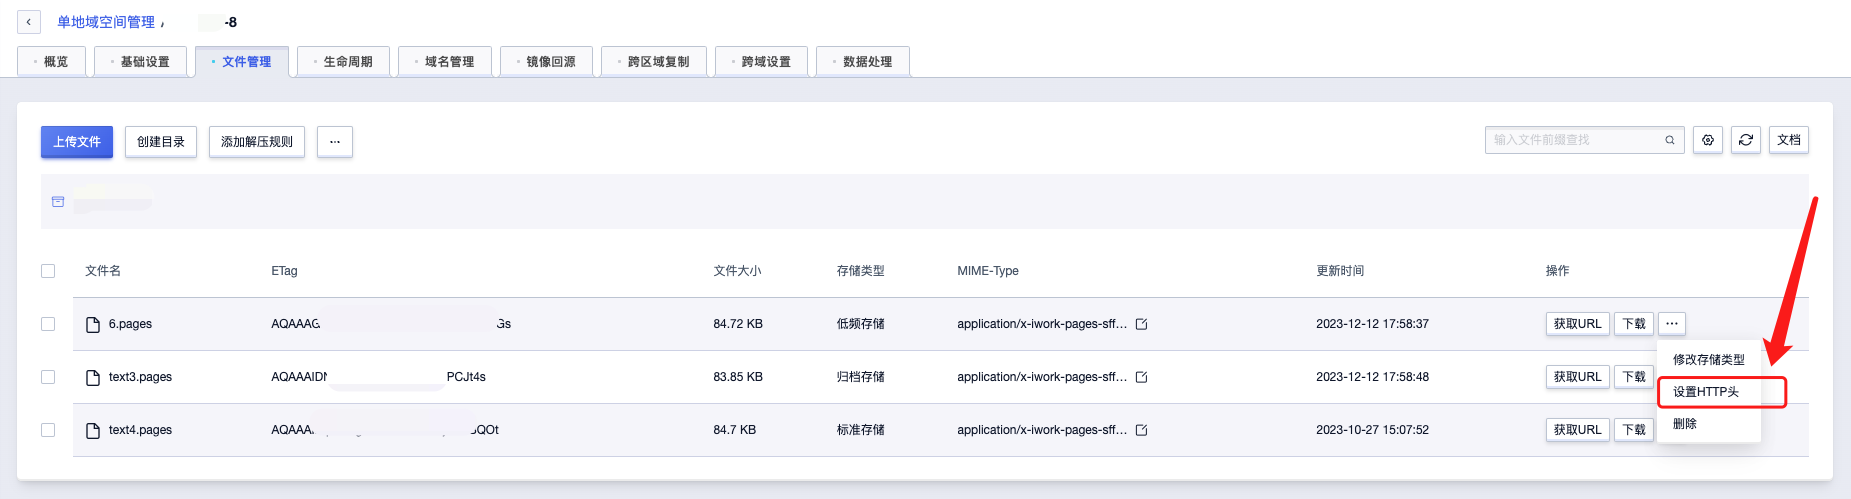 单地域空间管理 / -8
概览 基础设置 文件管理 生命周期 域名管理 镜像回源 跨区域复制 跨域设置 数据处理
上传文件 创建目录 添加解压规则 ... 输入文件前缀查找 文档
文件名 ETag 文件大小 存储类型 MIME-Type 更新时间 操作
6.pages AQAAAG Gs 84.72 KB 低频存储 application/x-iwork-pages-sff... 2023-12-12 17:58:37 获取URL 下载 ...
修改存储类型
text3.pages AQAAAIDN PCJt4s 83.85 KB 归档存储 application/x-iwork-pages-sff... 2023-12-12 17:58:48 获取URL 下载
设置HTTP头
删除
text4.pages AQAAA QOt 84.7 KB 标准存储 application/x-iwork-pages-sff... 2023-10-27 15:07:52 获取URL 下载